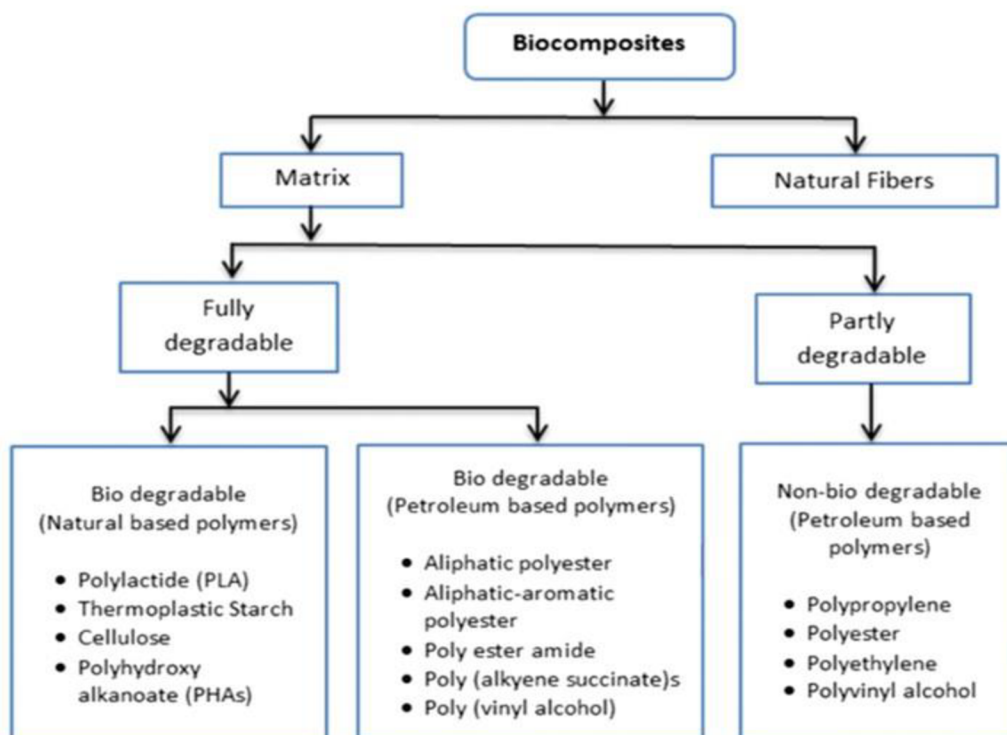 Biocomposites
Matrix
Natural Fibers
Fully
degradable
Partly
degradable
Bio degradable
(Natural based polymers)
• Polylactide (PLA)
• Thermoplastic Starch
• Cellulose
• Polyhydroxy
alkanoate (PHAs)
Bio degradable
(Petroleum based polymers)
• Aliphatic polyester
• Aliphatic-aromatic
polyester
• Poly ester amide
• Poly (alkyene succinate)s
• Poly (vinyl alcohol)
Non-bio degradable
(Petroleum based
polymers)
• Polypropylene
• Polyester
• Polyethylene
• Polyvinyl alcohol